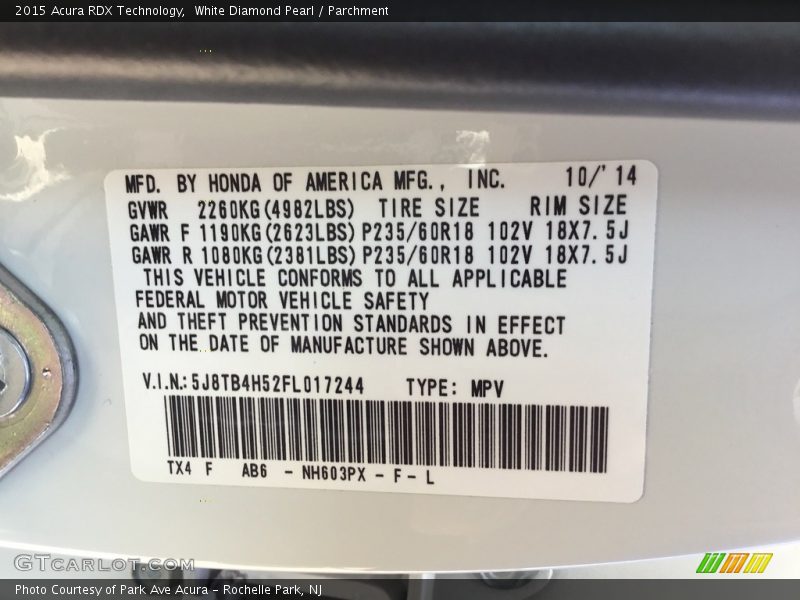 2015 Acura RDX Technology,  White Diamond Pearl / Parchment
MFD. BY HONDA OF AMERICA MFG., INC. 10/'14
GVWR 2260KG(4982LBS) TIRE SIZE RIM SIZE
GAWR F 1190KG(2623LBS) P235/60R18 102V 18X7.5J
GAWR R 1080KG(2381LBS) P235/60R18 102V 18X7.5J
THIS VEHICLE CONFORMS TO ALL APPLICABLE
FEDERAL MOTOR VEHICLE SAFETY
AND THEFT PREVENTION STANDARDS IN EFFECT
ON THE DATE OF MANUFACTURE SHOWN ABOVE.
V.I.N.: 5J8TB4H52FL017244 TYPE: MPV
TX4 F AB6 - NH603PX - F - L
GTCARLOT.COM
Photo Courtesy of Park Ave Acura - Rochelle Park, NJ